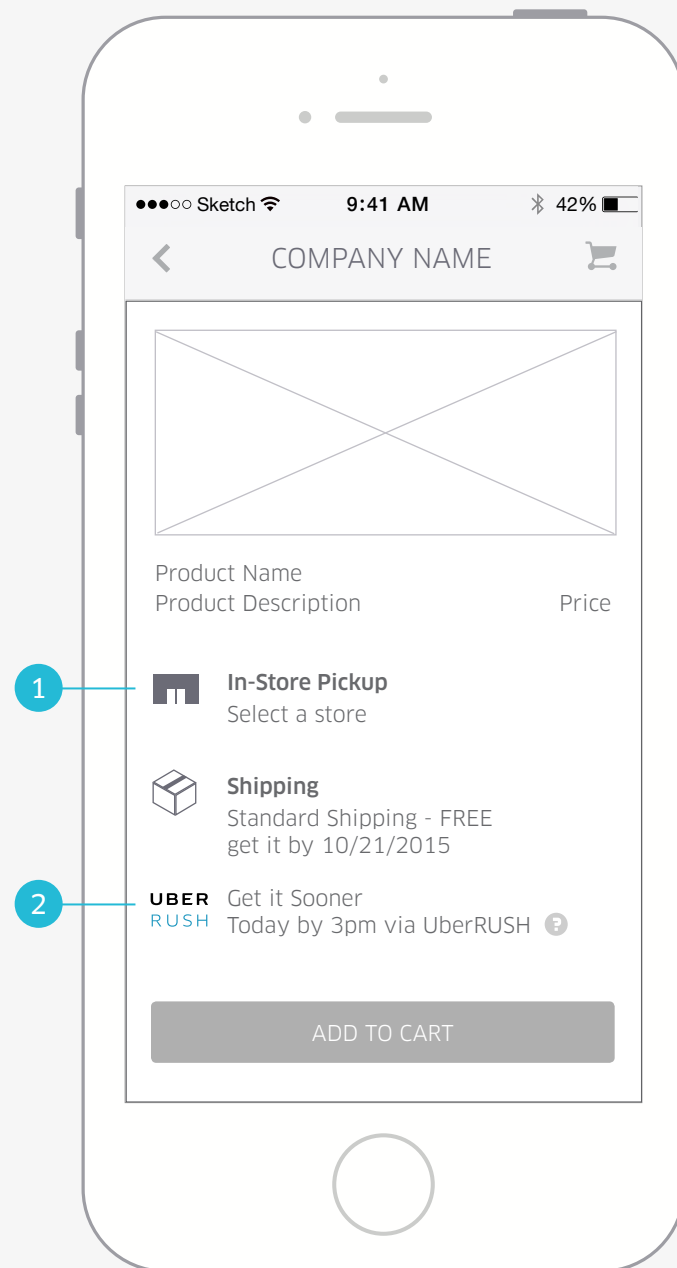 Sketch 9:41 AM 42%
COMPANY NAME
Product Name
Product Description Price
1
In-Store Pickup
Select a store
Shipping
Standard Shipping - FREE
get it by 10/21/2015
2
UBER
RUSH
Get it Sooner
Today by 3pm via UberRUSH ?
ADD TO CART